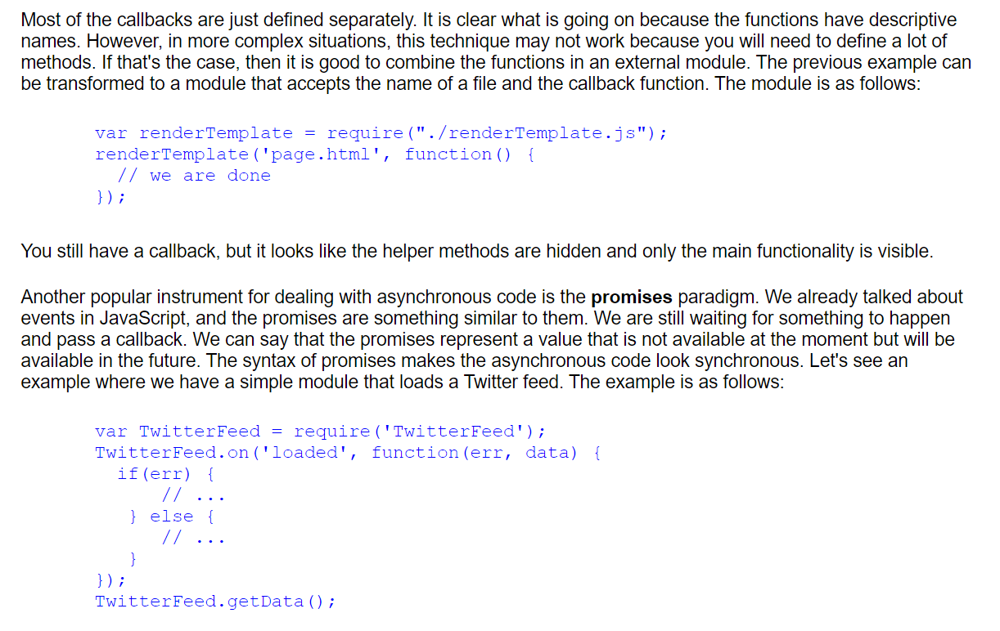 Most of the callbacks are just defined separately. It is clear what is going on because the functions have descriptive
names. However, in more complex situations, this technique may not work because you will need to define a lot of
methods. If that's the case, then it is good to combine the functions in an external module. The previous example can
be transformed to a module that accepts the name of a file and the callback function. The module is as follows:
var renderTemplate = require("./renderTemplate.js");
renderTemplate('page.html', function() {
  // we are done
});
You still have a callback, but it looks like the helper methods are hidden and only the main functionality is visible.
Another popular instrument for dealing with asynchronous code is the promises paradigm. We already talked about
events in JavaScript, and the promises are something similar to them. We are still waiting for something to happen
and pass a callback. We can say that the promises represent a value that is not available at the moment but will be
available in the future. The syntax of promises makes the asynchronous code look synchronous. Let's see an
example where we have a simple module that loads a Twitter feed. The example is as follows:
var TwitterFeed = require('TwitterFeed');
TwitterFeed.on('loaded', function(err, data) {
  if(err) {
      // ...
   } else {
      // ...
   }
});
TwitterFeed.getData();